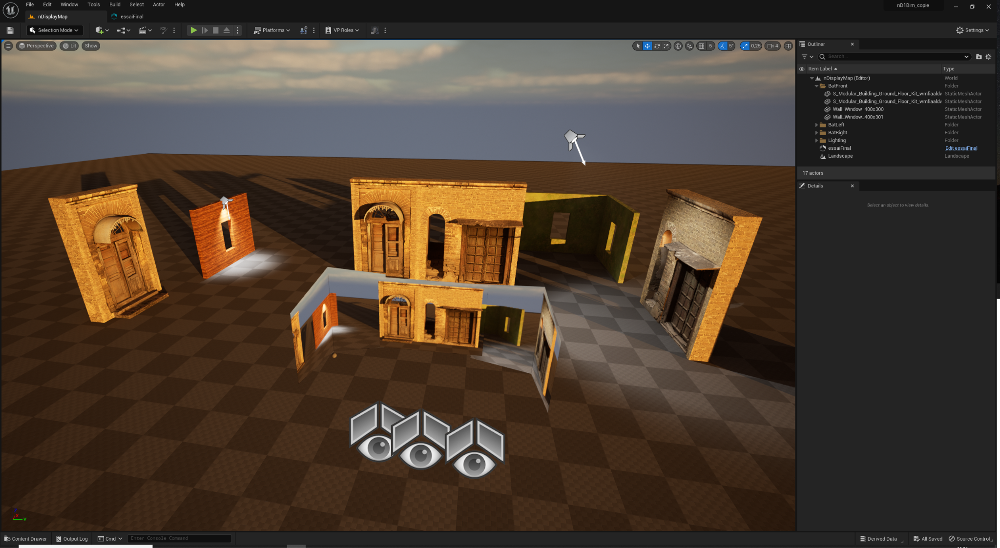 File Edit Window Tools Build Select Actor Help
nD1Bim_copie
nDisplayMap
essaiFinal
Selection Mode
Platforms
VP Roles
Settings
Perspective Lit Show
5 5° 0,25 4
Outliner
Search...
Item Label Type
nDisplayMap (Editor) World
BatFront Folder
S_Modular_Building_Ground_Floor_Kit_wmfiaaldv StaticMeshActor
S_Modular_Building_Ground_Floor_Kit_wmfiaaldv StaticMeshActor
Wall_Window_400x300 StaticMeshActor
Wall_Window_400x301 StaticMeshActor
BatLeft Folder
BatRight Folder
Lighting Folder
essaiFinal Edit essaiFinal
Landscape Landscape
17 actors
Details
Select an object to view details.
X Y
Content Drawer Output Log Cmd Enter Console Command Derived Data All Saved Source Control